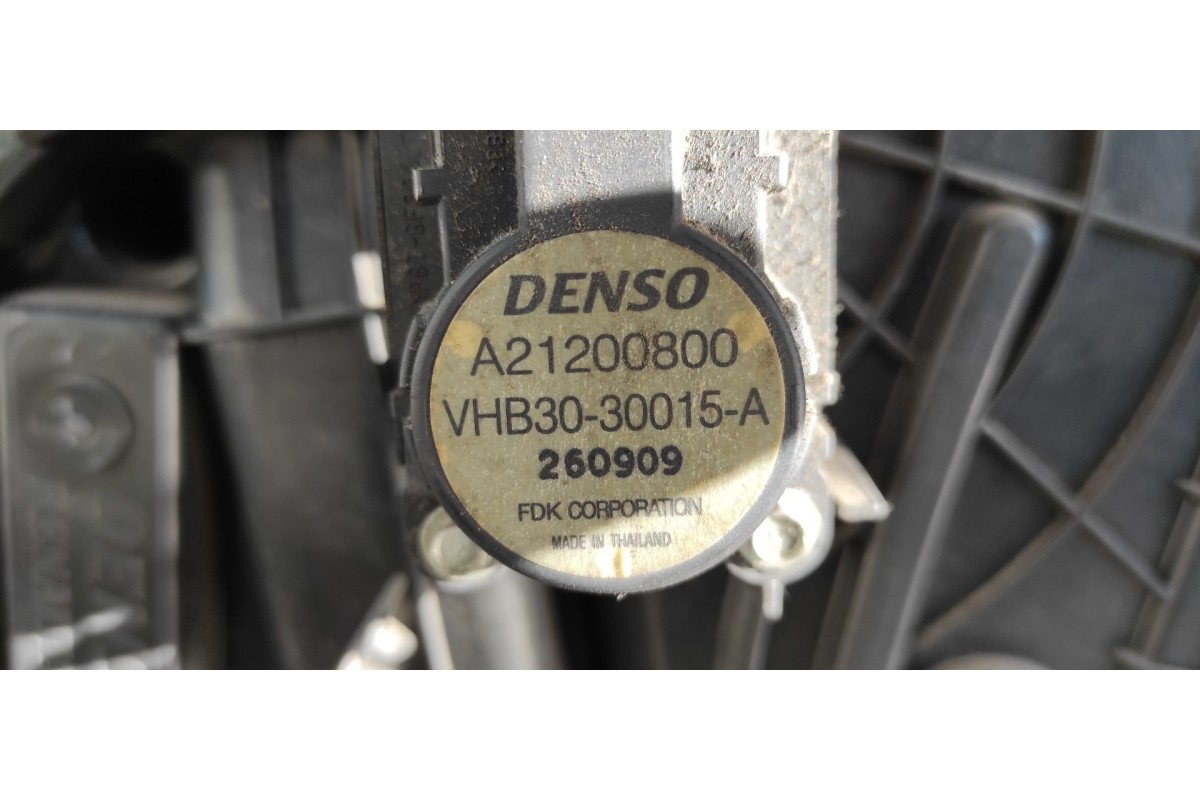 DENSO
A21200800
VHB30-30015-A
260909
FDK CORPORATION
MADE IN THAILAND